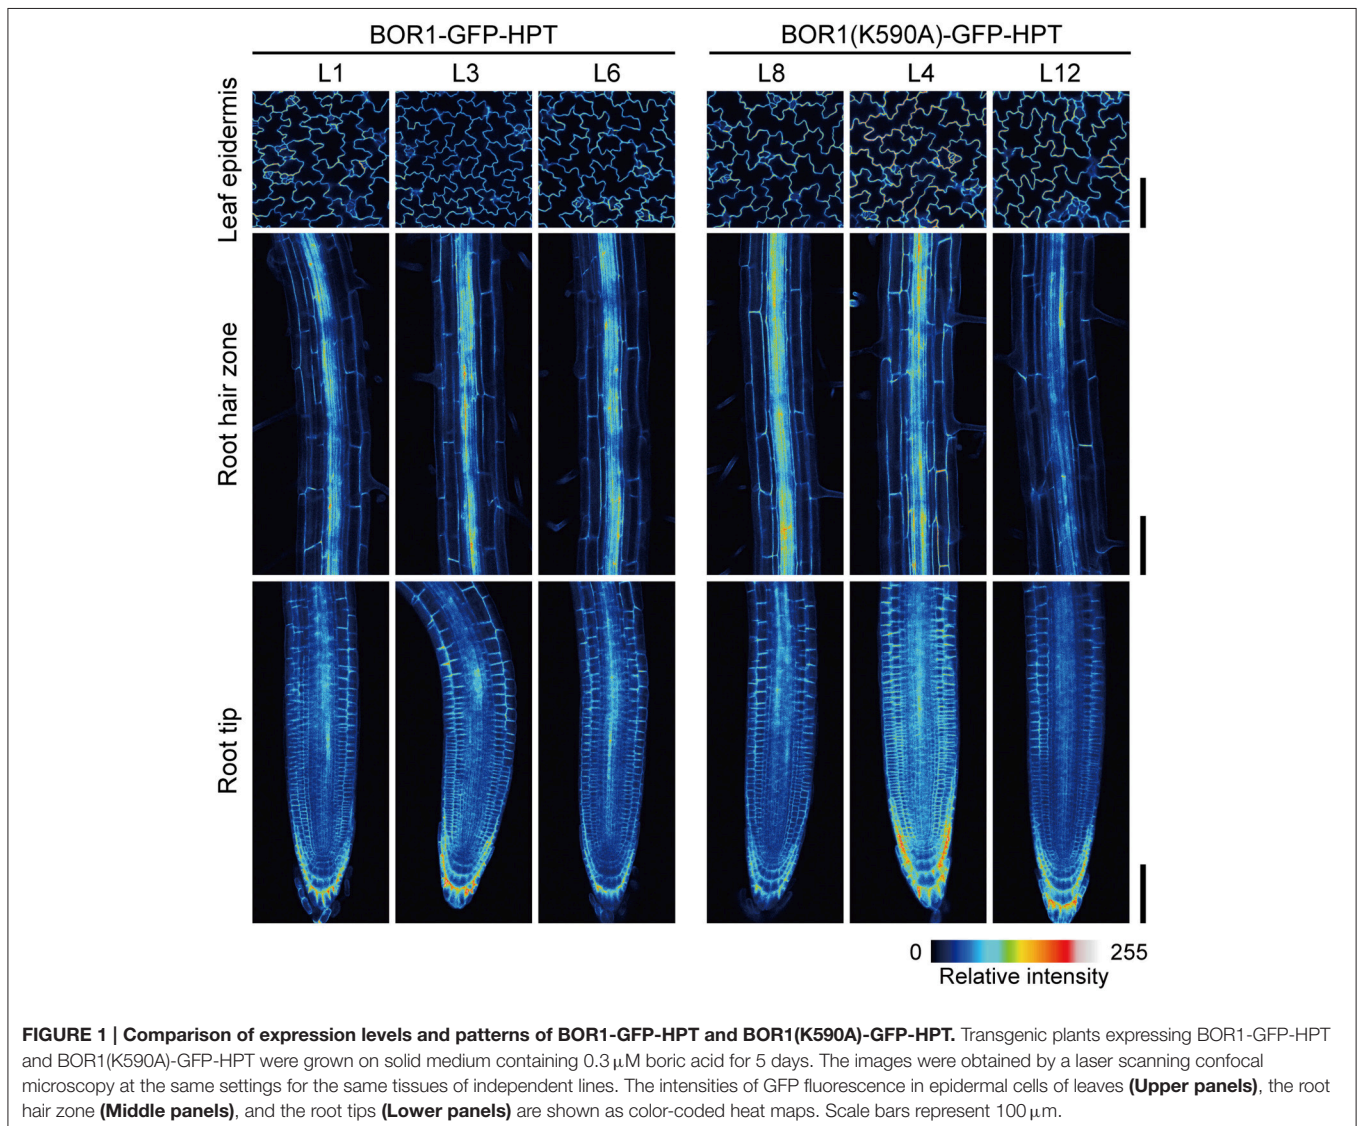 BOR1-GFP-HPT
BOR1(K590A)-GFP-HPT
L1
L3
L6
L8
L4
L12
Leaf epidermis
Root hair zone
Root tip
0
255
Relative intensity
FIGURE 1 | Comparison of expression levels and patterns of BOR1-GFP-HPT and BOR1(K590A)-GFP-HPT. Transgenic plants expressing BOR1-GFP-HPT
and BOR1(K590A)-GFP-HPT were grown on solid medium containing 0.3 μM boric acid for 5 days. The images were obtained by a laser scanning confocal
microscopy at the same settings for the same tissues of independent lines. The intensities of GFP fluorescence in epidermal cells of leaves (Upper panels), the root
hair zone (Middle panels), and the root tips (Lower panels) are shown as color-coded heat maps. Scale bars represent 100 μm.